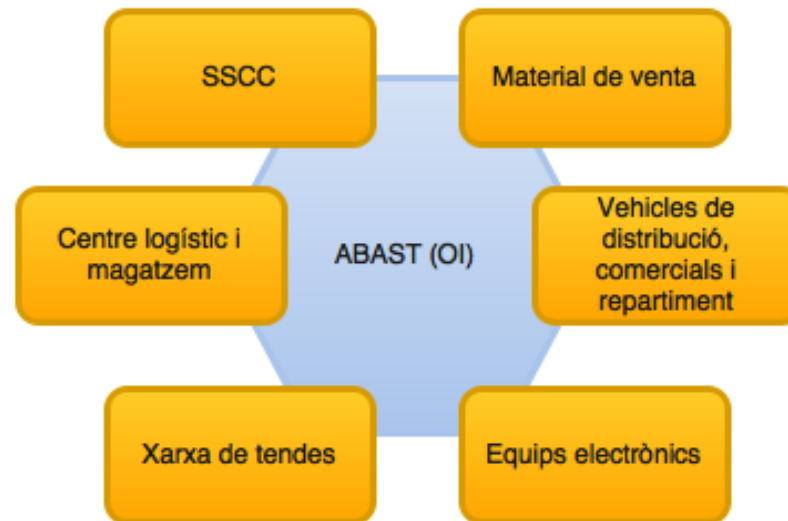 SSCC
Material de venta
Centre logístic i
magatzem
ABAST (OI)
Vehicles de
distribució,
comercials i
repartiment
Xarxa de tendes
Equips electrònics